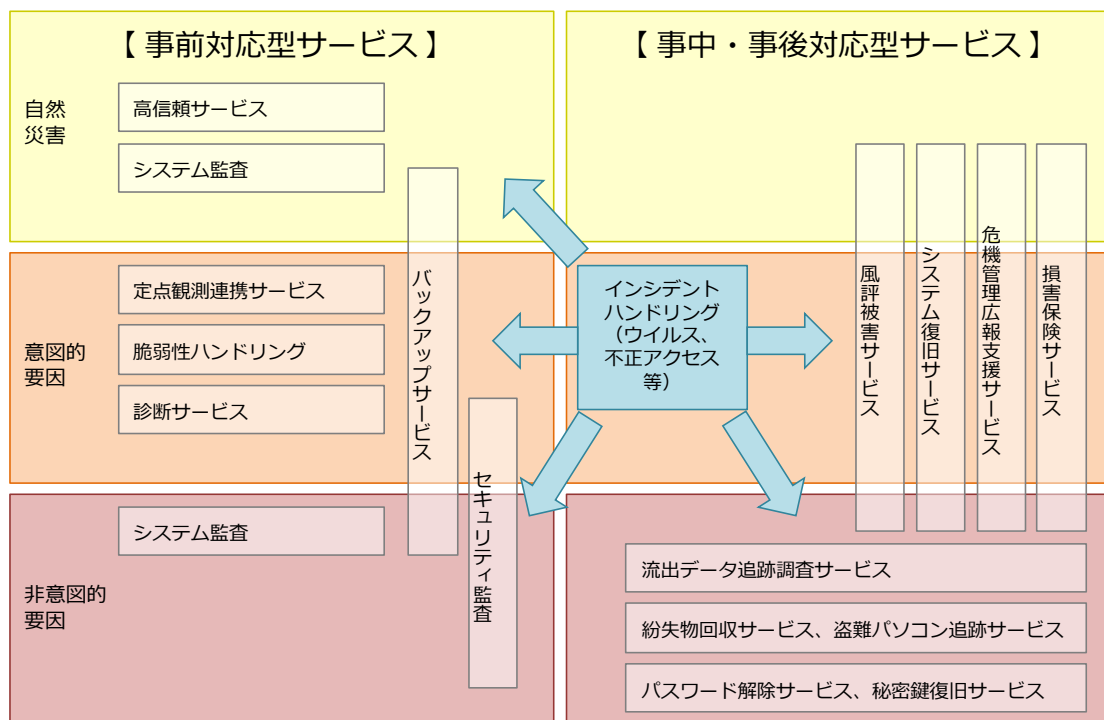 【 事前対応型サービス 】
【 事中・事後対応型サービス 】
自然
災害
高信頼サービス
システム監査
意図的
要因
定点観測連携サービス
脆弱性ハンドリング
診断サービス
バックアップサービス
セキュリティ監査
インシデント
ハンドリング
（ウイルス、
不正アクセス
等）
風評被害サービス
システム復旧サービス
危機管理広報支援サービス
損害保険サービス
非意図的
要因
システム監査
流出データ追跡調査サービス
紛失物回収サービス、盗難パソコン追跡サービス
パスワード解除サービス、秘密鍵復旧サービス